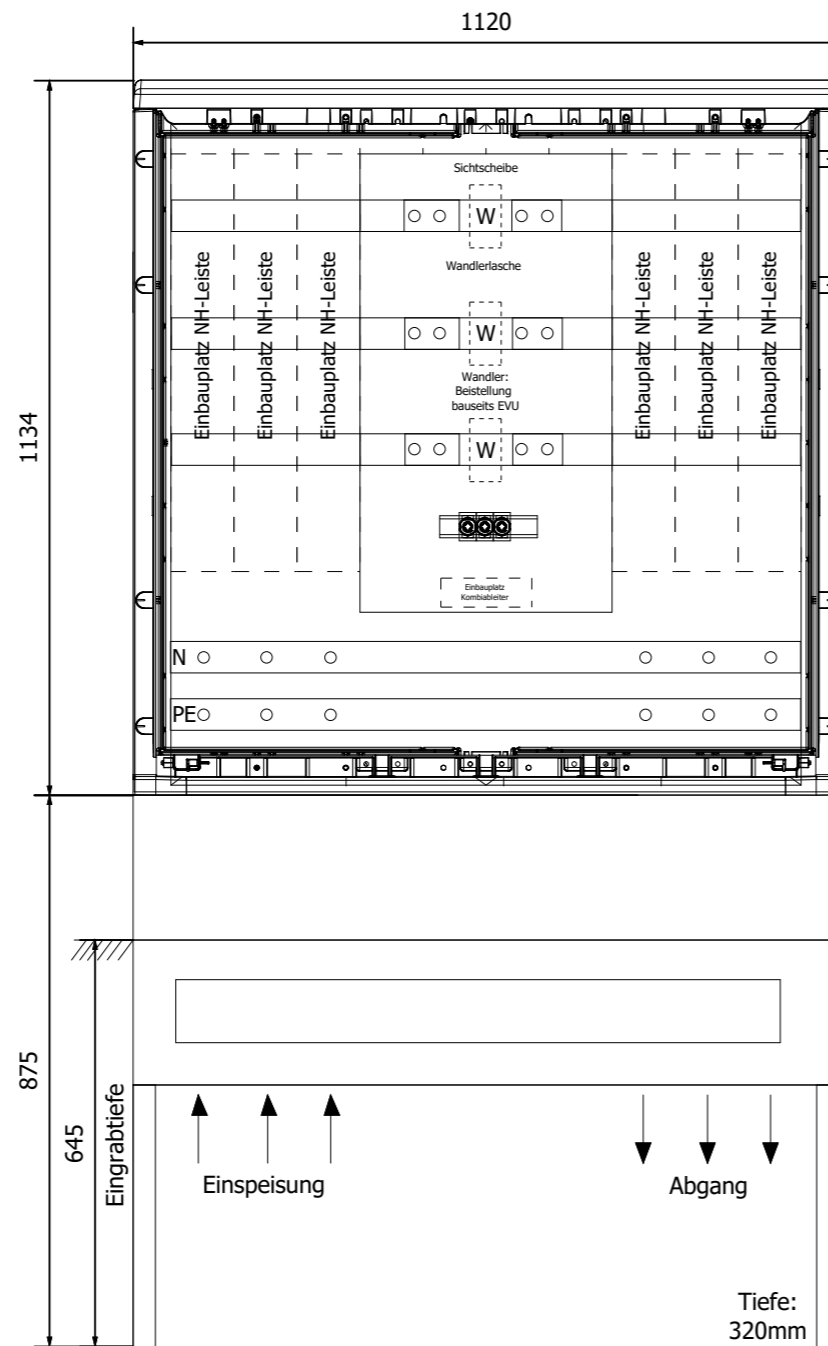 1120
Sichtscheibe
W
Wandlerlasche
Einbauplatz NH-Leiste
Einbauplatz NH-Leiste
Einbauplatz NH-Leiste
Einbauplatz NH-Leiste
Einbauplatz NH-Leiste
Einbauplatz NH-Leiste
W
Wandler:
Beistellung
bauseits EVU
1134
W
Einbauplatz
Kombiableiter
N
PE
875
645
Eingrabtiefe
Einspeisung
Abgang
Tiefe:
320mm